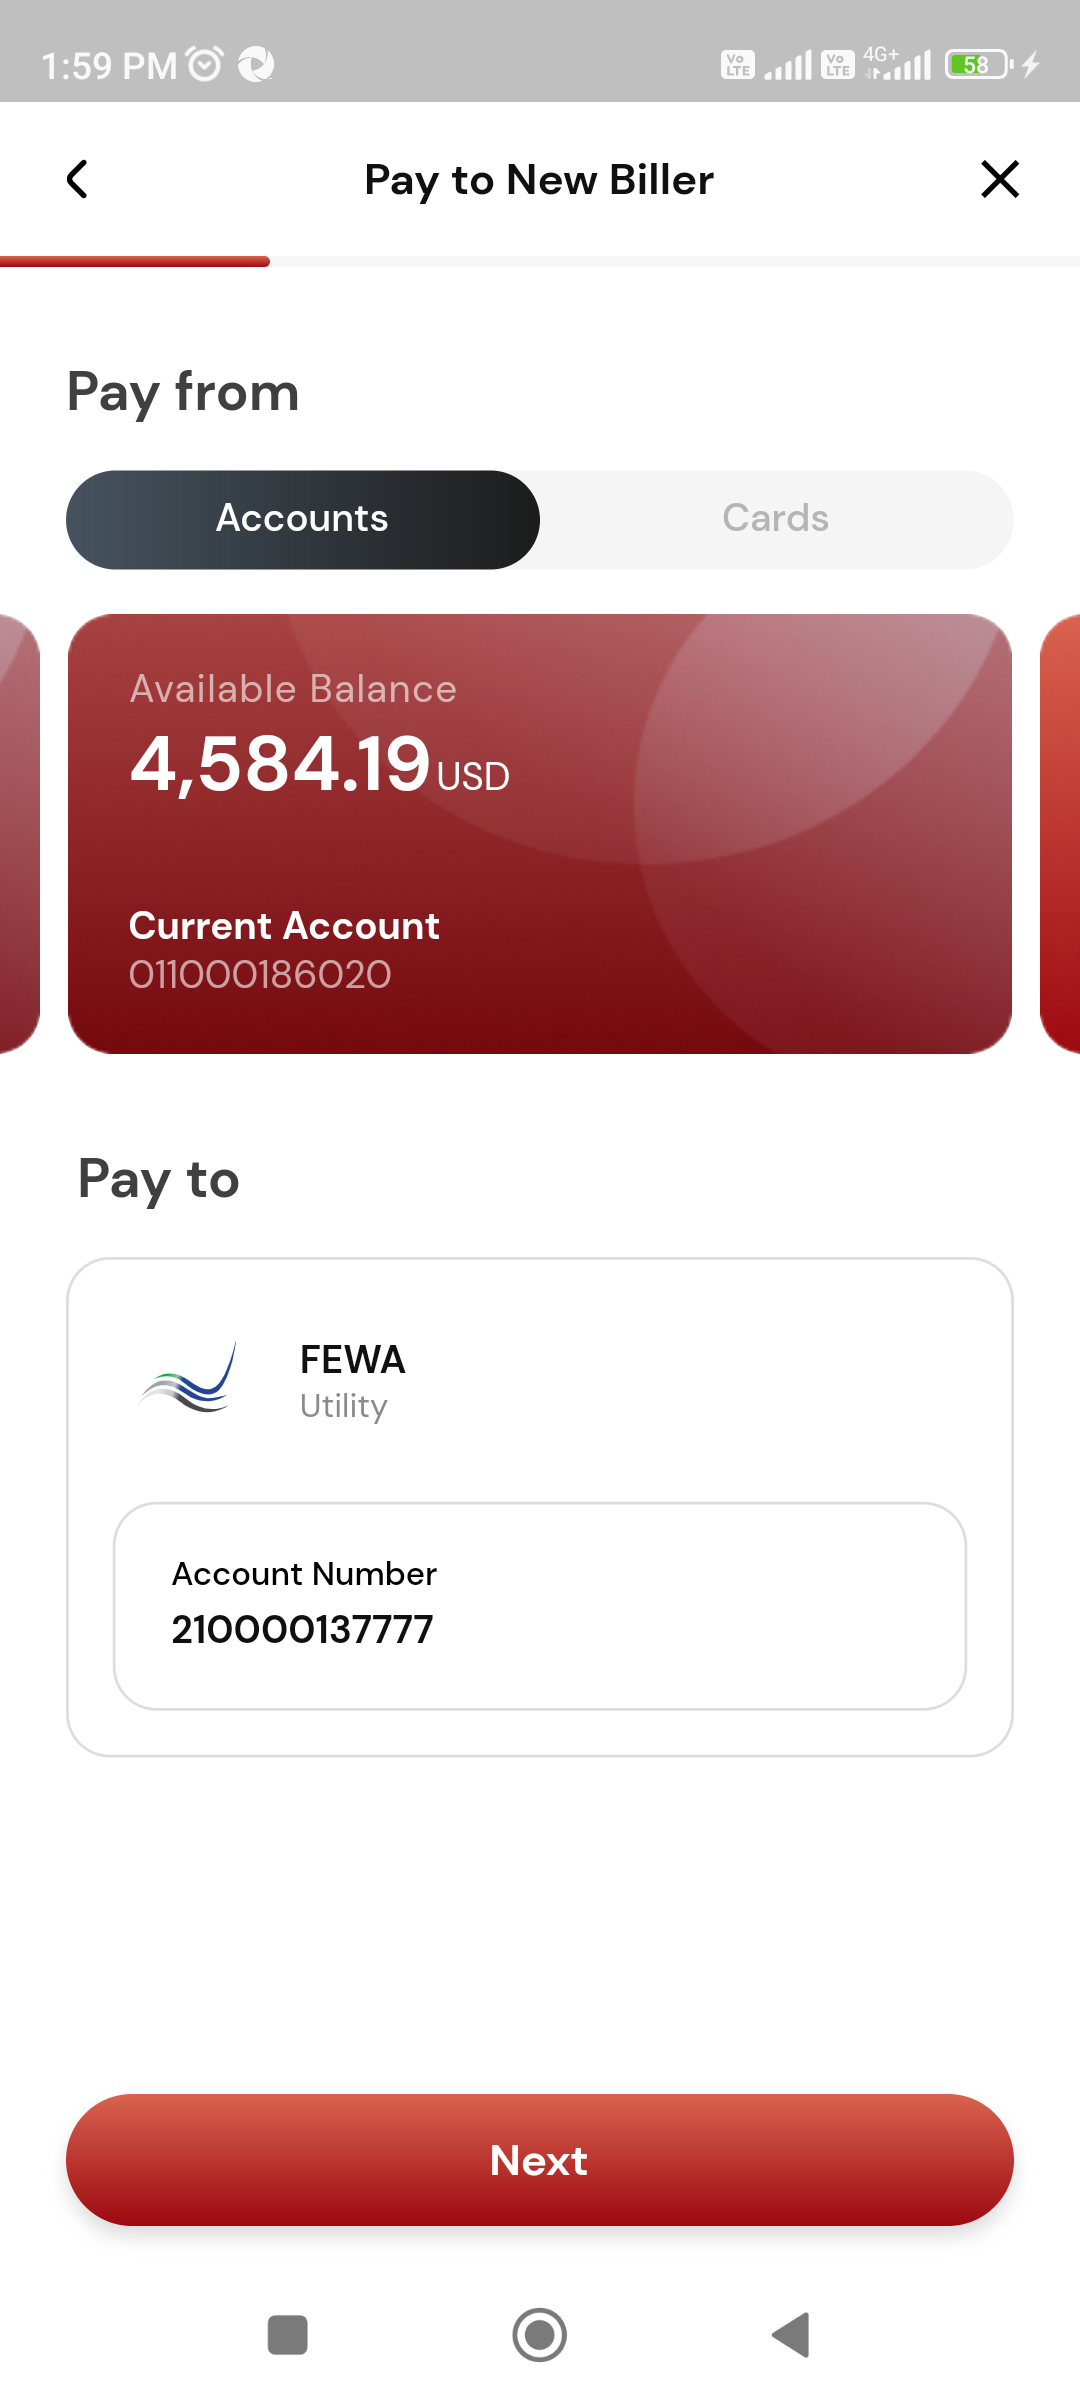 1:59 PM
Vo LTE
Vo LTE
4G+
58
Pay to New Biller
Pay from
Accounts
Cards
Available Balance
4,584.19 USD
Current Account
011000186020
Pay to
FEWA
Utility
Account Number
210000137777
Next